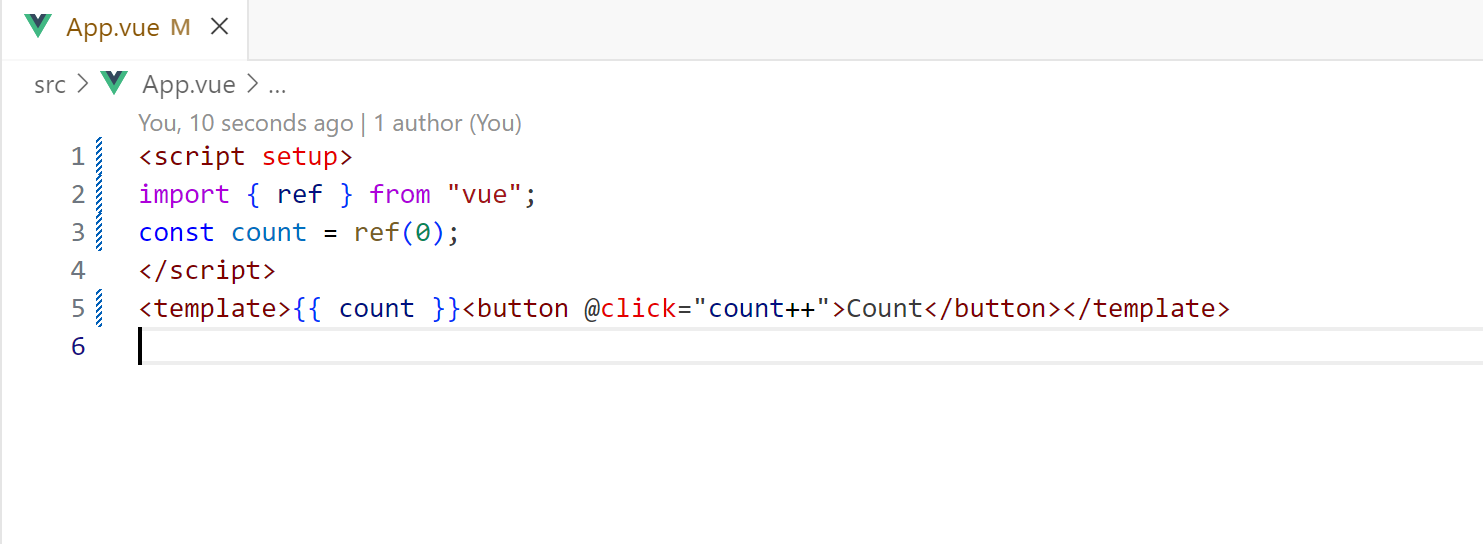 App.vue M
src > App.vue > ...
You, 10 seconds ago | 1 author (You)
1 <script setup>
2 import { ref } from "vue";
3 const count = ref(0);
4 </script>
5 <template>{{ count }}<button @click="count++">Count</button></template>
6